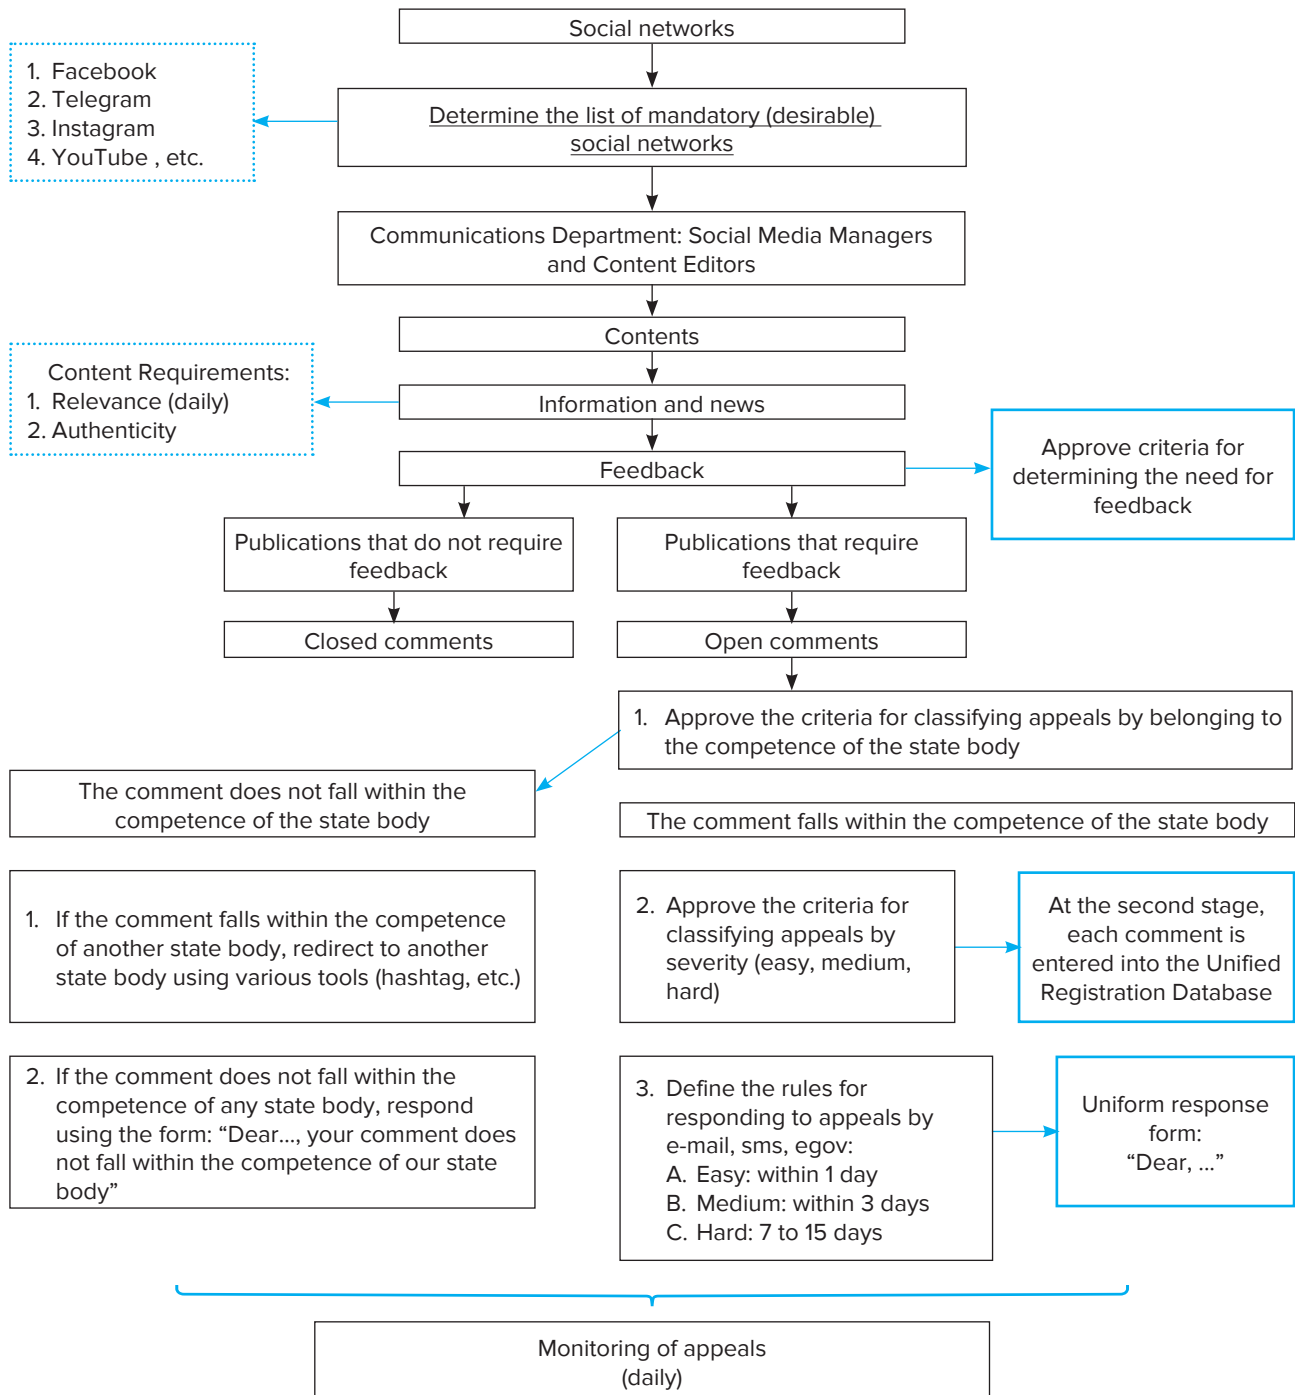 Social networks
1. Facebook
2. Telegram
3. Instagram
4. YouTube , etc.
Determine the list of mandatory (desirable)
social networks
Communications Department: Social Media Managers
and Content Editors
Contents
Content Requirements:
1. Relevance (daily)
2. Authenticity
Information and news
Feedback
Approve criteria for
determining the need for
feedback
Publications that do not require
feedback
Publications that require
feedback
Closed comments
Open comments
1. Approve the criteria for classifying appeals by belonging to
the competence of the state body
The comment does not fall within the
competence of the state body
The comment falls within the competence of the state body
1. If the comment falls within the competence
of another state body, redirect to another
state body using various tools (hashtag, etc.)
2. Approve the criteria for
classifying appeals by
severity (easy, medium,
hard)
At the second stage,
each comment is
entered into the Unified
Registration Database
2. If the comment does not fall within the
competence of any state body, respond
using the form: “Dear..., your comment does
not fall within the competence of our state
body”
3. Define the rules for
responding to appeals by
e-mail, sms, egov:
A. Easy: within 1 day
B. Medium: within 3 days
C. Hard: 7 to 15 days
Uniform response
form:
“Dear, ...”
Monitoring of appeals
(daily)